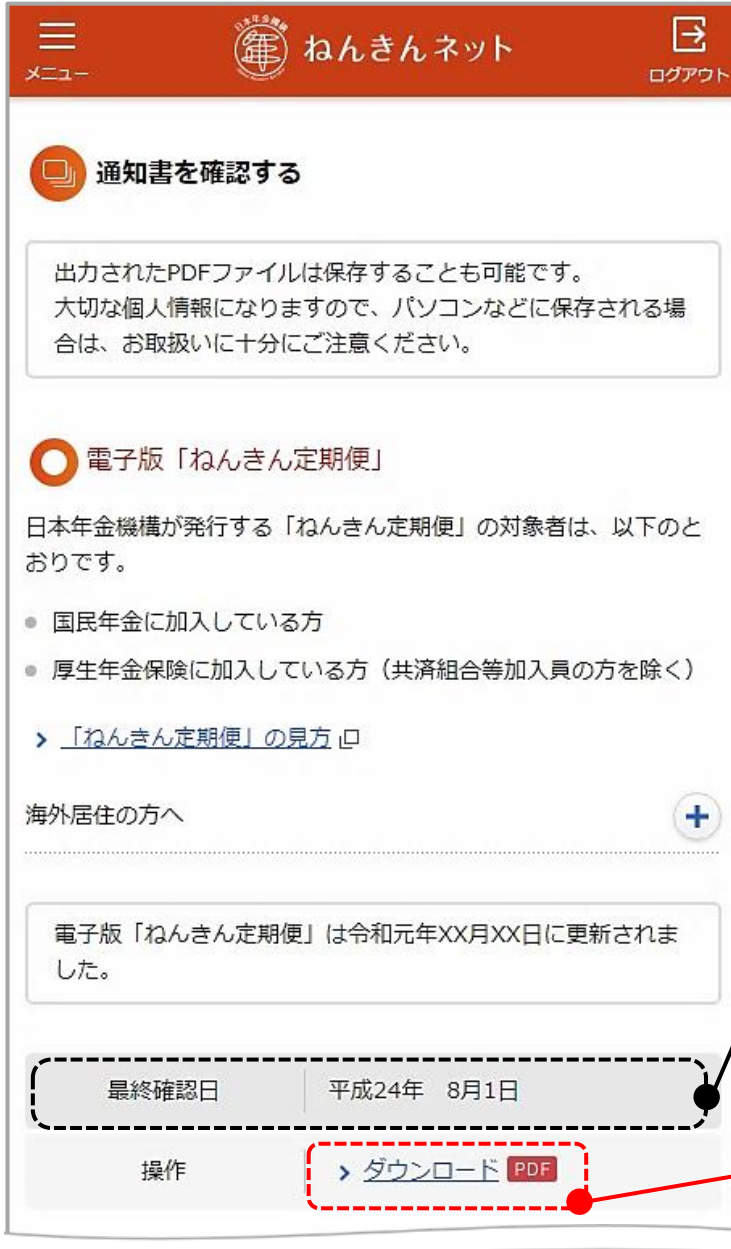 日本年金機構
年
ねんきんネット
メニュー
ログアウト
通知書を確認する
出力されたPDFファイルは保存することも可能です。
大切な個人情報になりますので、パソコンなどに保存される場
合は、お取扱いに十分にご注意ください。
電子版「ねんきん定期便」
日本年金機構が発行する「ねんきん定期便」の対象者は、以下のと
おりです。
国民年金に加入している方
厚生年金保険に加入している方（共済組合等加入員の方を除く）
「ねんきん定期便」の見方
海外居住の方へ
電子版「ねんきん定期便」は令和元年XX月XX日に更新されま
した。
最終確認日 平成24年 8月1日
操作 ダウンロード PDF